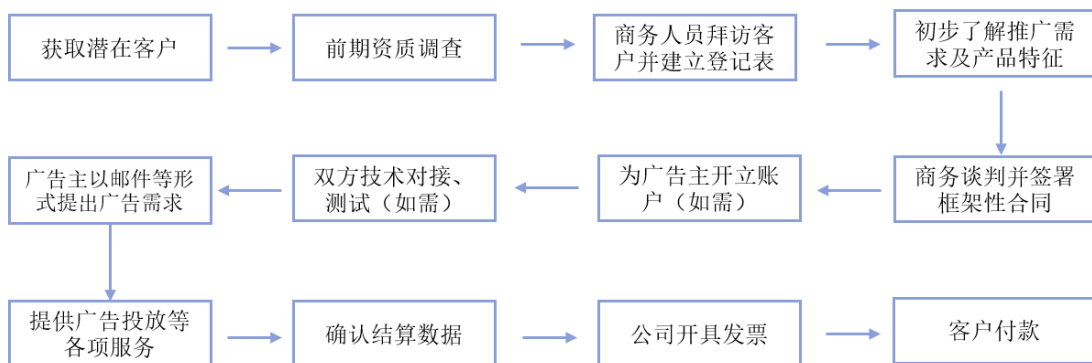 获取潜在客户
前期资质调查
商务人员拜访客
户并建立登记表
初步了解推广需
求及产品特征
商务谈判并签署
框架性合同
为广告主开立账
户（如需）
双方技术对接、
测试（如需）
广告主以邮件等形
式提出广告需求
提供广告投放等
各项服务
确认结算数据
公司开具发票
客户付款